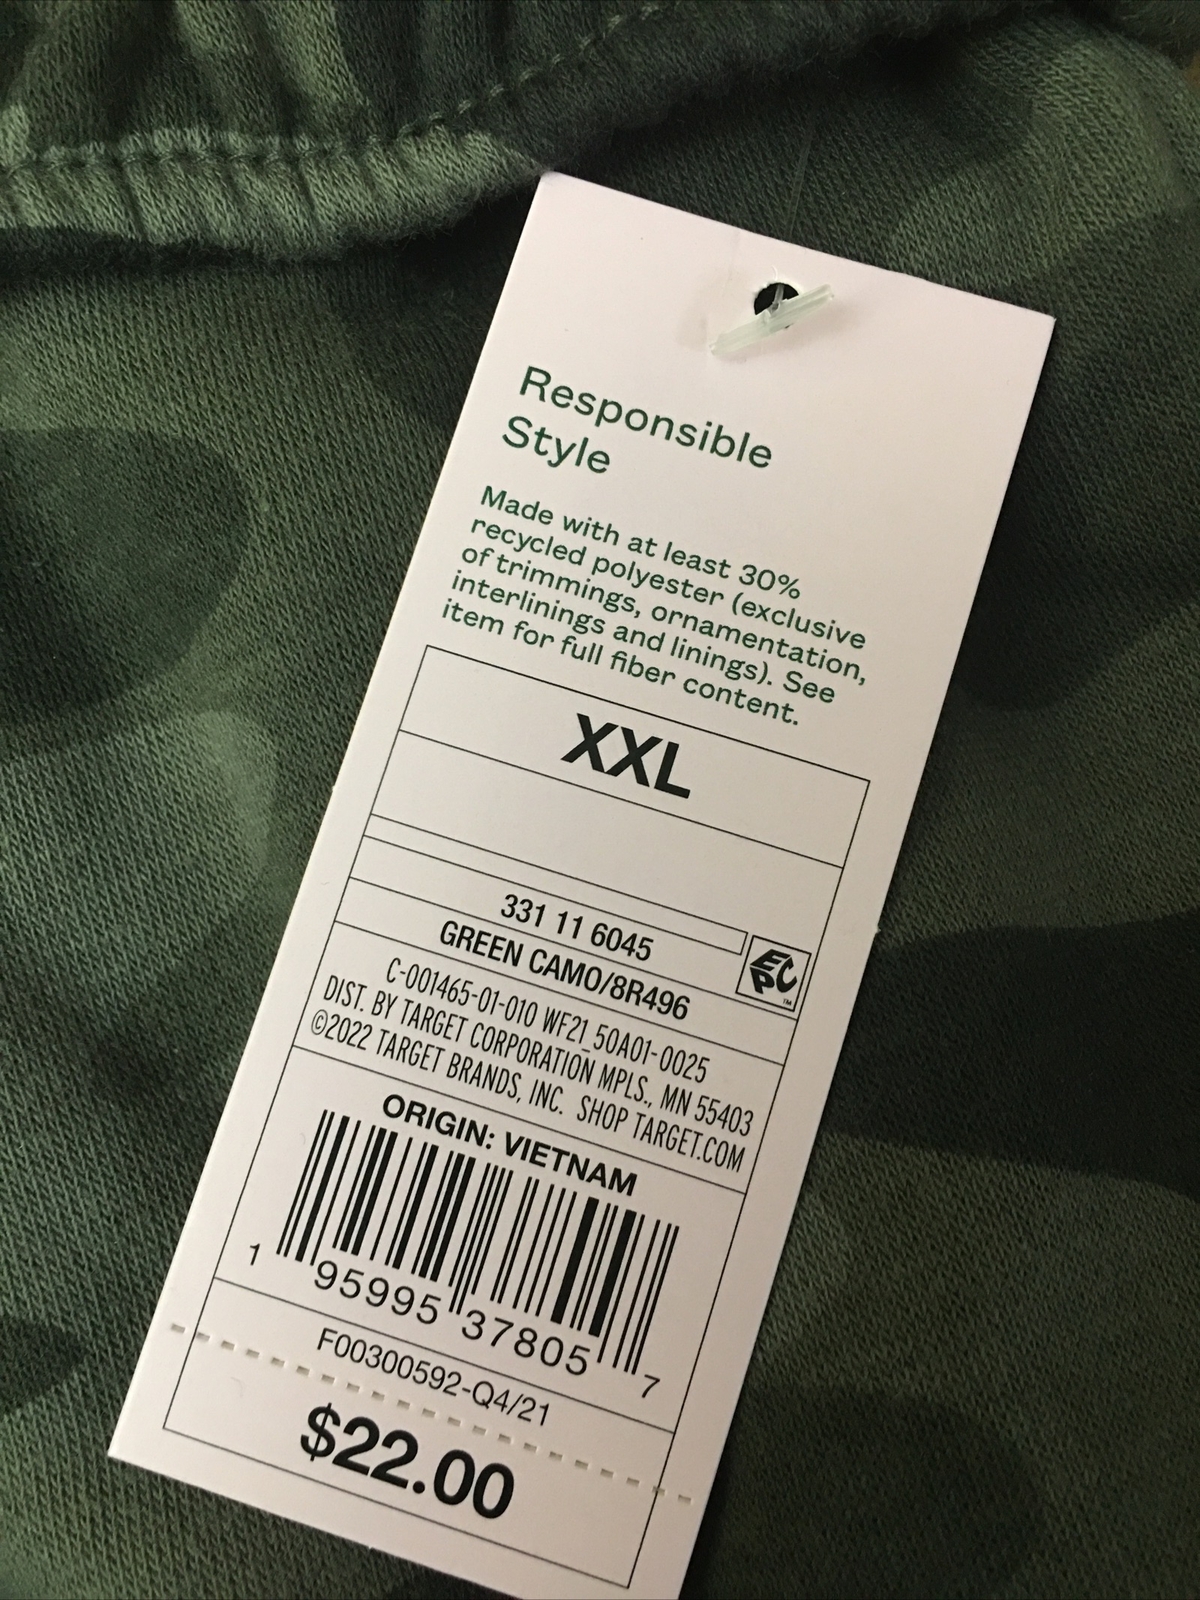 Responsible
Style
Made with at least 30%
recycled polyester (exclusive
of trimmings, ornamentation,
interlinings and linings). See
item for full fiber content.
XXL
331 11 6045
GREEN CAMO/8R496
EPC
™
C-001465-01-010 WF21_50A01-0025
DIST. BY TARGET CORPORATION MPLS., MN 55403
©2022 TARGET BRANDS, INC. SHOP TARGET.COM
ORIGIN: VIETNAM
1 95995 37805 7
F00300592-Q4/21
$22.00